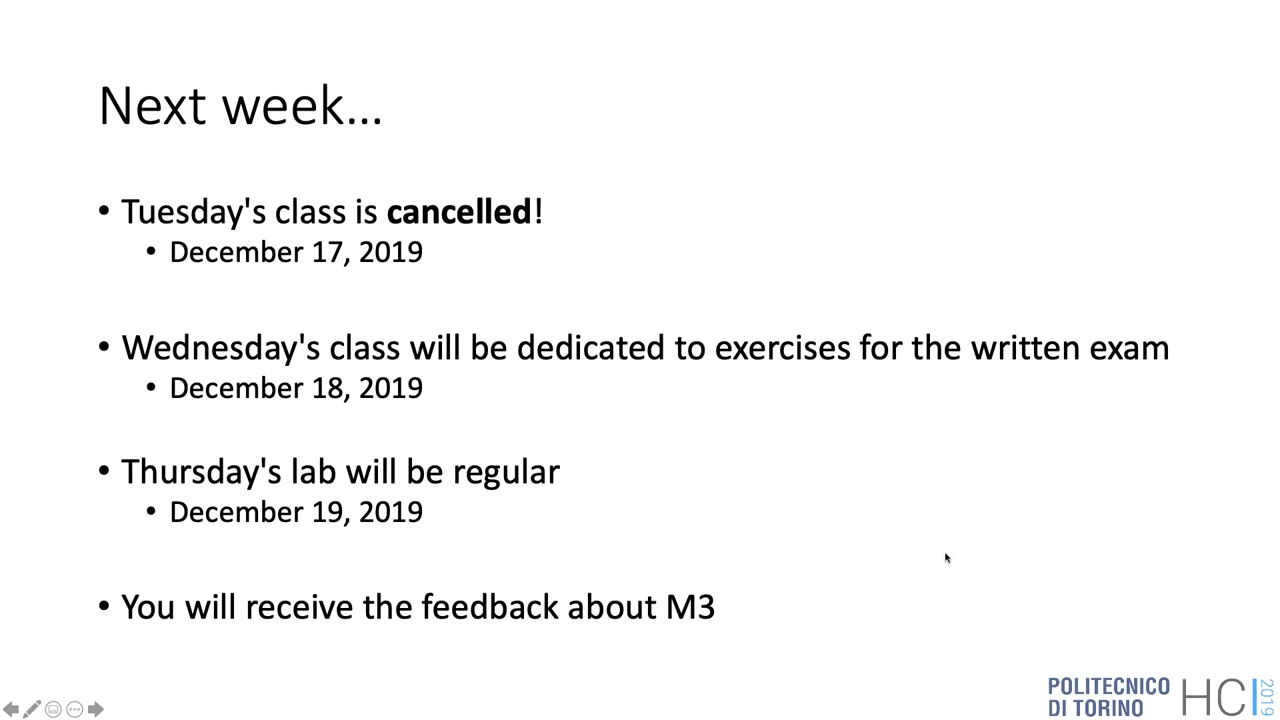 Next week...
• Tuesday's class is cancelled!
• December 17, 2019
• Wednesday's class will be dedicated to exercises for the written exam
• December 18, 2019
• Thursday's lab will be regular
• December 19, 2019
• You will receive the feedback about M3
POLITECNICO
DI TORINO
HCI
2019